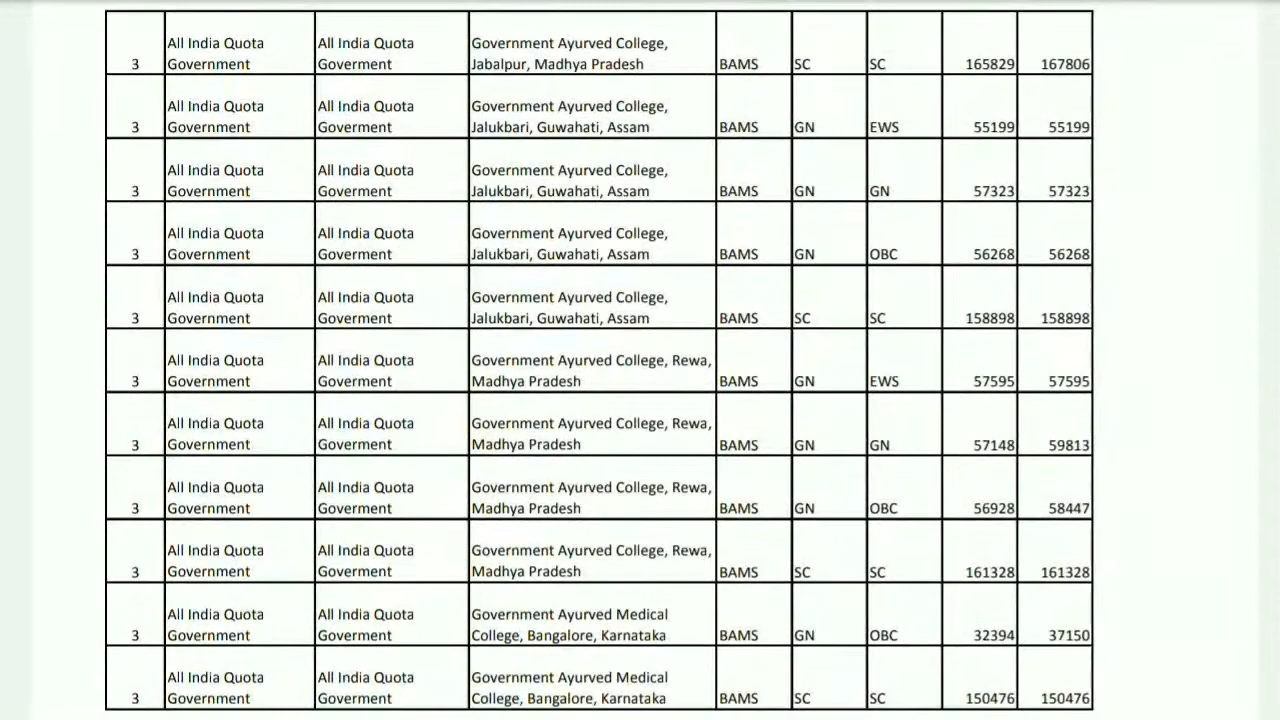 All India Quota All India Quota Government Ayurved College,
3 Government Goverment Jabalpur, Madhya Pradesh BAMS SC SC 165829 167806
All India Quota All India Quota Government Ayurved College,
3 Government Goverment Jalukbari, Guwahati, Assam BAMS GN EWS 55199 55199
All India Quota All India Quota Government Ayurved College,
3 Government Goverment Jalukbari, Guwahati, Assam BAMS GN GN 57323 57323
All India Quota All India Quota Government Ayurved College,
3 Government Goverment Jalukbari, Guwahati, Assam BAMS GN OBC 56268 56268
All India Quota All India Quota Government Ayurved College,
3 Government Goverment Jalukbari, Guwahati, Assam BAMS SC SC 158898 158898
All India Quota All India Quota Government Ayurved College, Rewa,
3 Government Goverment Madhya Pradesh BAMS GN EWS 57595 57595
All India Quota All India Quota Government Ayurved College, Rewa,
3 Government Goverment Madhya Pradesh BAMS GN GN 57148 59813
All India Quota All India Quota Government Ayurved College, Rewa,
3 Government Goverment Madhya Pradesh BAMS GN OBC 56928 58447
All India Quota All India Quota Government Ayurved College, Rewa,
3 Government Goverment Madhya Pradesh BAMS SC SC 161328 161328
All India Quota All India Quota Government Ayurved Medical
3 Government Goverment College, Bangalore, Karnataka BAMS GN OBC 32394 37150
All India Quota All India Quota Government Ayurved Medical
3 Government Goverment College, Bangalore, Karnataka BAMS SC SC 150476 150476